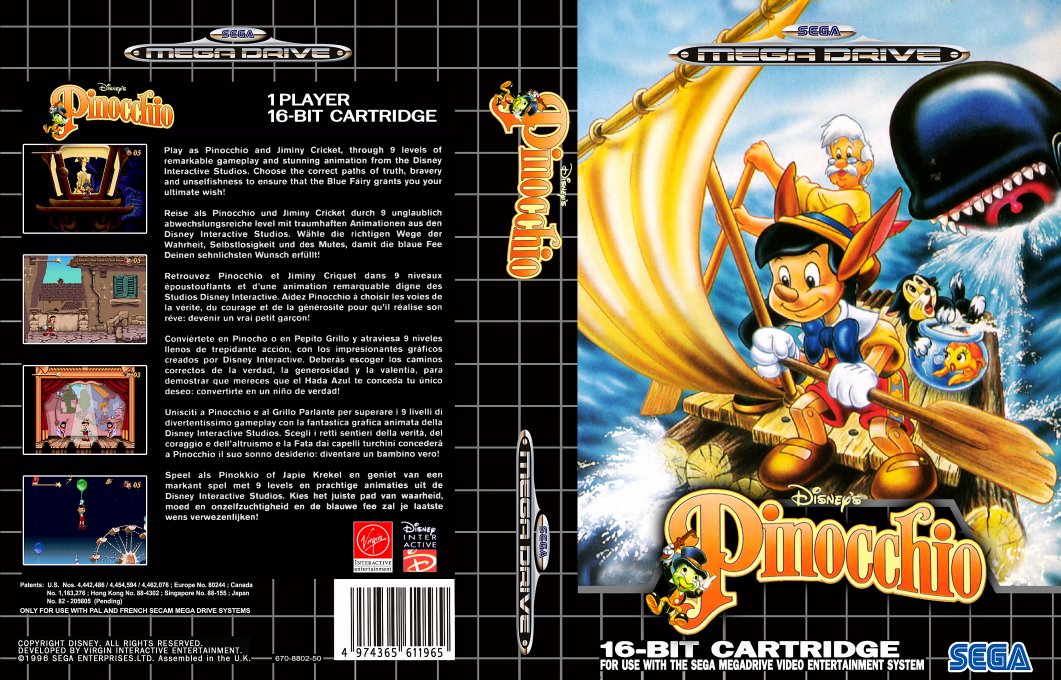 SEGA
MEGA DRIVE
Disney's
Pinocchio
1 PLAYER
16-BIT CARTRIDGE
Play as Pinocchio and Jiminy Cricket, through 9 levels of
remarkable gameplay and stunning animation from the Disney
Interactive Studios. Choose the correct paths of truth, bravery
and unselfishness to ensure that the Blue Fairy grants you your
ultimate wish!
Reise als Pinocchio und Jiminy Cricket durch 9 unglaublich
abwechslungsreiche level mit traumhaften Animationen aus den
Disney Interactive Studios. Wähle die richtigen Wege der
Wahrheit, Selbstlosigkeit und des Mutes, damit die blaue Fee
Deinen sehnlichsten Wunsch erfüllt!
Retrouvez Pinocchio et Jiminy Criquet dans 9 niveaux
époustouflants et d'une animation remarquable digne des
Studios Disney Interactive. Aidez Pinocchio à choisir les voies de
la vérite, du courage et de la générosité pour qu'il réalise son
rêve: devenir un vrai petit garçon!
Conviértete en Pinocho o en Pepito Grillo y atraviesa 9 niveles
llenos de trepidante acción, con los impresionantes gráficos
creados por Disney Interactive. Deberás escoger los caminos
correctos de la verdad, la generosidad y la valentia, para
demostrar que mereces que el Hada Azul te conceda tu único
deseo: convertirte en un niño de verdad!
Unisciti a Pinocchio e al Grillo Parlante per superare i 9 livelli di
divertentissimo gameplay con la fantastica grafica animata della
Disney Interactive Studios. Scegli i retti sentieri della verità, del
coraggio e dell'altruismo e la Fata dai capelli turchini concederà
a Pinocchio il suo sonno desiderio: diventare un bambino vero!
Speel als Pinokkio of Japie Krekel en geniet van een
markant spel met 9 levels en prachtige animaties uit de
Disney Interactive Studios. Kies het juiste pad van waarheid,
moed en onzelfzuchtigheid en de blauwe fee zal je laatste
wens verwezenlijken!
05
05
03
05
Virgin
INTERACTIVE
entertainment
DISNEY
INTER
ACTIVE
D
Patents: U.S. Nos. 4,442,486 / 4,454,594 / 4,462,076 ; Europe No. 80244 ; Canada
No. 1,183,276 ; Hong Kong No. 88-4302 ; Singapore No. 88-155 ; Japan
No. 82 - 205605 (Pending)
ONLY FOR USE WITH PAL AND FRENCH SECAM MEGA DRIVE SYSTEMS
COPYRIGHT DISNEY. ALL RIGHTS RESERVED.
DEVELOPED BY VIRGIN INTERACTIVE ENTERTAINMENT.
©1996 SEGA ENTERPRISES.LTD. Assembled in the U.K.
670-8802-50
4 974365 611965
Disney's
Pinocchio
MEGA DRIVE
SEGA
SEGA
MEGA DRIVE
Disney's
Pinocchio
16-BIT CARTRIDGE
FOR USE WITH THE SEGA MEGADRIVE VIDEO ENTERTAINMENT SYSTEM
SEGA